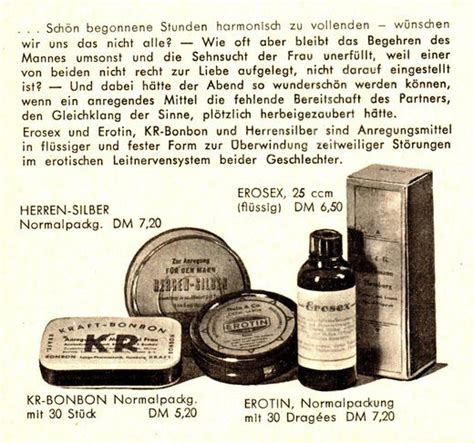 ... Schön begonnene Stunden harmonisch zu vollenden – wünschen
wir uns das nicht alle? — Wie oft aber bleibt das Begehren des
Mannes umsonst und die Sehnsucht der Frau unerfüllt, weil einer
von beiden nicht recht zur Liebe aufgelegt, nicht darauf eingestellt
ist? – Und dabei hätte der Abend so wunderschön werden können,
wenn ein anregendes Mittel die fehlende Bereitschaft des Partners,
den Gleichklang der Sinne, plötzlich herbeigezaubert hätte.
Erosex und Erotin, KR-Bonbon und Herrensilber sind Anregungsmittel
in flüssiger und fester Form zur Überwindung zeitweiliger Störungen
im erotischen Leitnervensystem beider Geschlechter.
EROSEX, 25 ccm
(flüssig) DM 6,50
HERREN-SILBER
Normalpackg. DM 7,20
Zur Anregung
FÜR DEN MANN
HERREN-SILBER
KRAFT-BONBON
KR
EROTIN
Erosex
KR-BONBON Normalpackg.
mit 30 Stück DM 5,20
EROTIN, Normalpackung
mit 30 Dragées DM 7,20